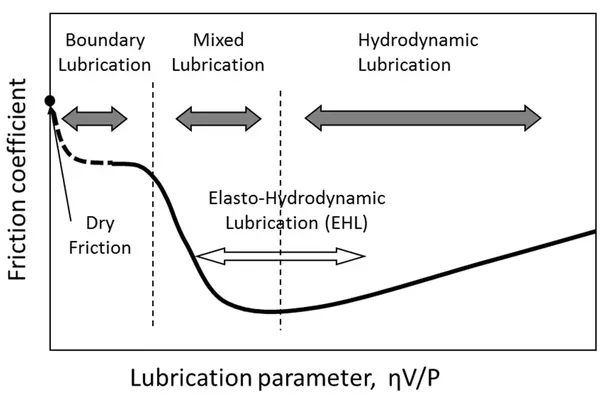 Boundary
Lubrication
Mixed
Lubrication
Hydrodynamic
Lubrication
Elasto-Hydrodynamic
Lubrication (EHL)
Dry
Friction
Friction coefficient
Lubrication parameter, ηV/P